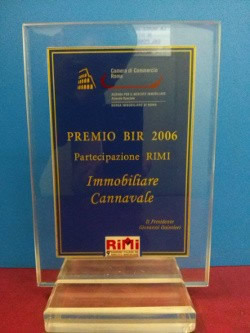 Camera di Commercio
Roma
PREMIO BIR 2006
Partecipazione RIMI
Immobiliare
Cannavale
Il Presidente
RIMI